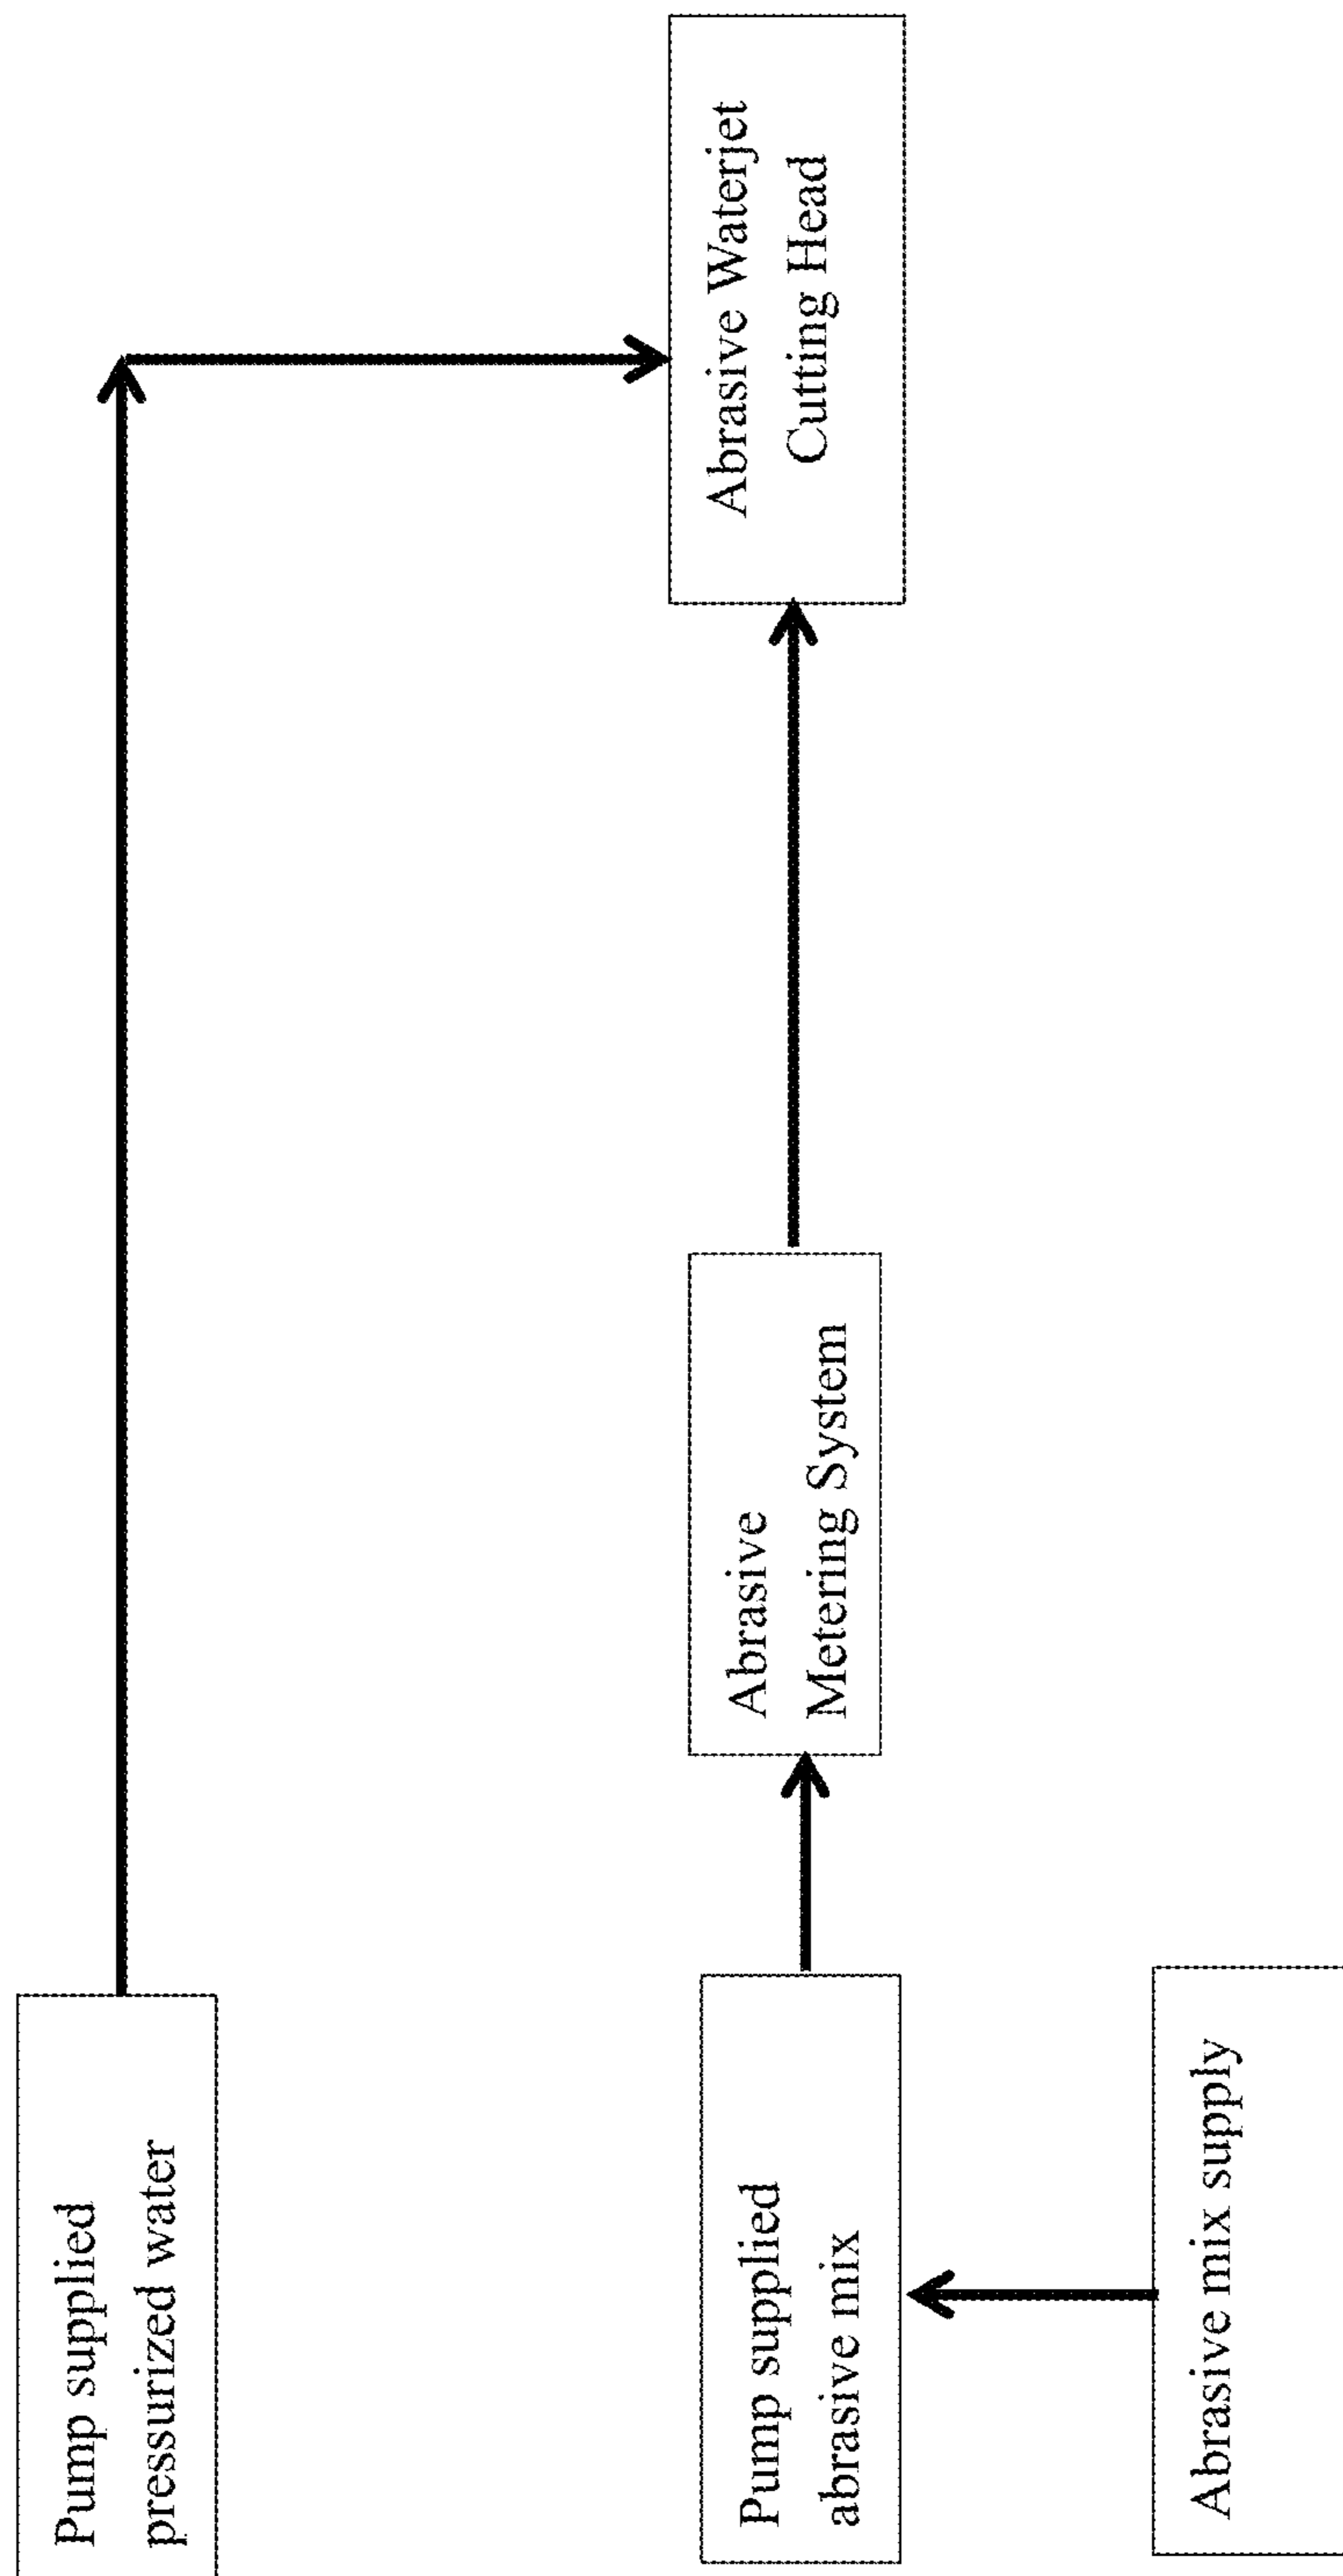 Pump supplied
pressurized water
Abrasive Waterjet
Cutting Head
Abrasive
Metering System
Pump supplied
abrasive mix
Abrasive mix supply